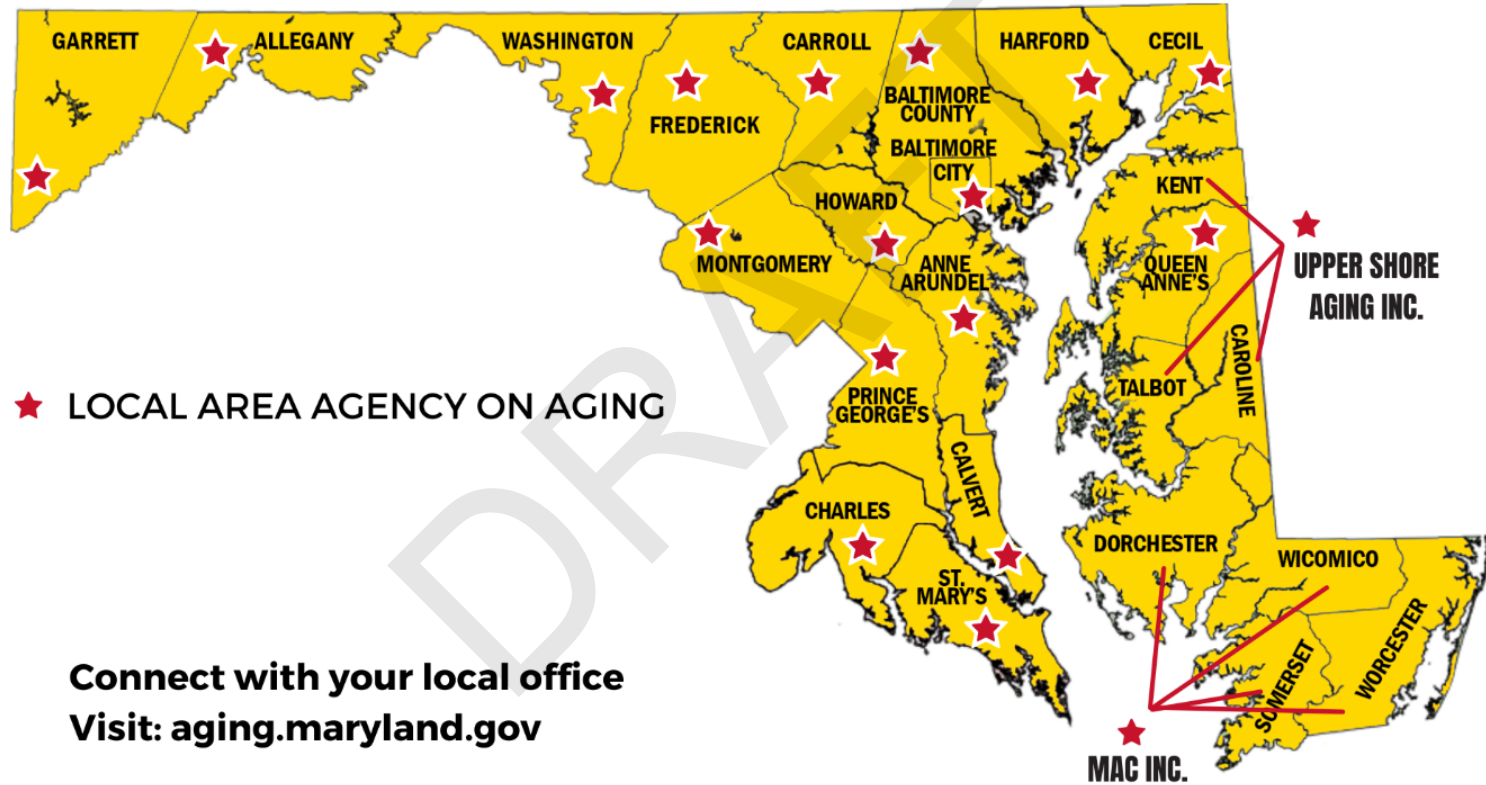 GARRETT
ALLEGANY
WASHINGTON
FREDERICK
CARROLL
BALTIMORE
COUNTY
BALTIMORE
CITY
HARFORD
CECIL
HOWARD
MONTGOMERY
ANNE
ARUNDEL
KENT
QUEEN
ANNE'S
UPPER SHORE
AGING INC.
CAROLINE
TALBOT
PRINCE
GEORGE'S
LOCAL AREA AGENCY ON AGING
CALVERT
CHARLES
ST.
MARY'S
DORCHESTER
WICOMICO
SOMERSET
WORCESTER
MAC INC.
Connect with your local office
Visit: aging.maryland.gov
DRAFT